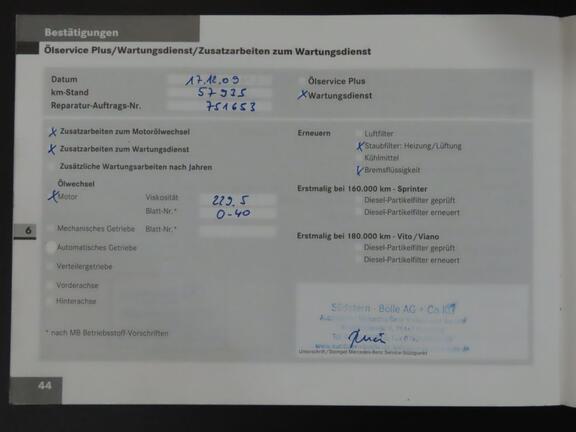 Bestätigungen
Ölservice Plus/Wartungsdienst/Zusatzarbeiten zum Wartungsdienst
Datum 17.12.09
km-Stand 57935
Reparatur-Auftrags-Nr. 751653
Ölservice Plus
x Wartungsdienst
x Zusatzarbeiten zum Motorölwechsel
x Zusatzarbeiten zum Wartungsdienst
Zusätzliche Wartungsarbeiten nach Jahren
Ölwechsel
x Motor Viskosität 229.5
Blatt-Nr.* 0-40
Mechanisches Getriebe Blatt-Nr.*
Automatisches Getriebe
Verteilergetriebe
Vorderachse
Hinterachse
* nach MB Betriebsstoff-Vorschriften
Erneuern Luftfilter
x Staubfilter: Heizung/Lüftung
Kühlmittel
Bremsflüssigkeit
Erstmalig bei 160.000 km - Sprinter
Diesel-Partikelfilter geprüft
Diesel-Partikelfilter erneuert
Erstmalig bei 180.000 km - Vito/Viano
Diesel-Partikelfilter geprüft
Diesel-Partikelfilter erneuert
Südstern - Bölle AG + Co.
Unterschrift/Stempel Mercedes-Benz Service-Stützpunkt
6
44